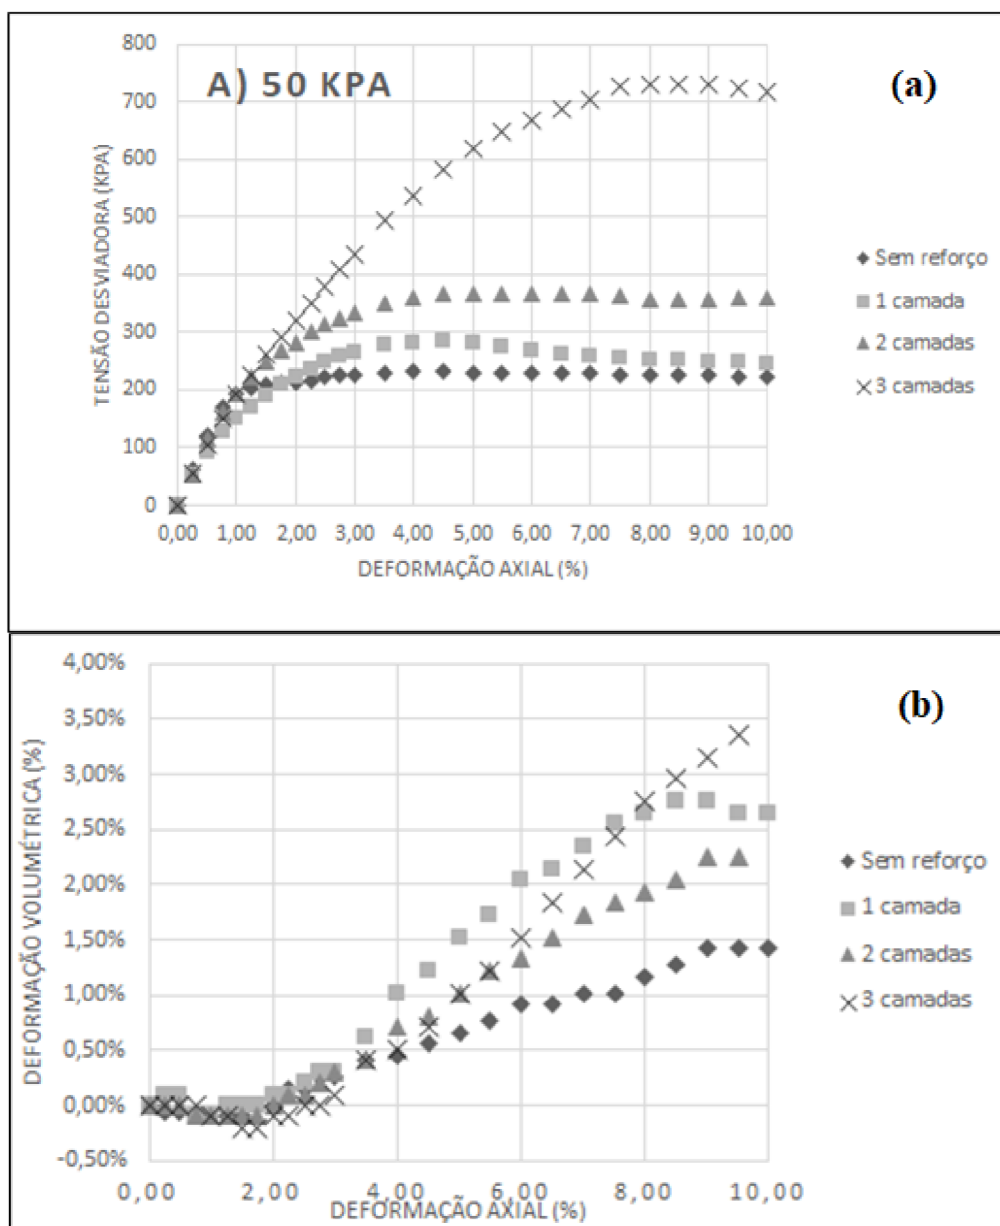 800
700
600
500
400
300
200
100
0
TENSÃO DESVIADORA (KPA)
A) 50 KPA
(a)
Sem reforço
1 camada
2 camadas
3 camadas
0,00 1,00 2,00 3,00 4,00 5,00 6,00 7,00 8,00 9,00 10,00
DEFORMAÇÃO AXIAL (%)
4,00%
3,50%
3,00%
2,50%
2,00%
1,50%
1,00%
0,50%
0,00%
-0,50%
DEFORMAÇÃO VOLUMÉTRICA (%)
(b)
Sem reforço
1 camada
2 camadas
3 camadas
0,00 2,00 4,00 6,00 8,00 10,00
DEFORMAÇÃO AXIAL (%)